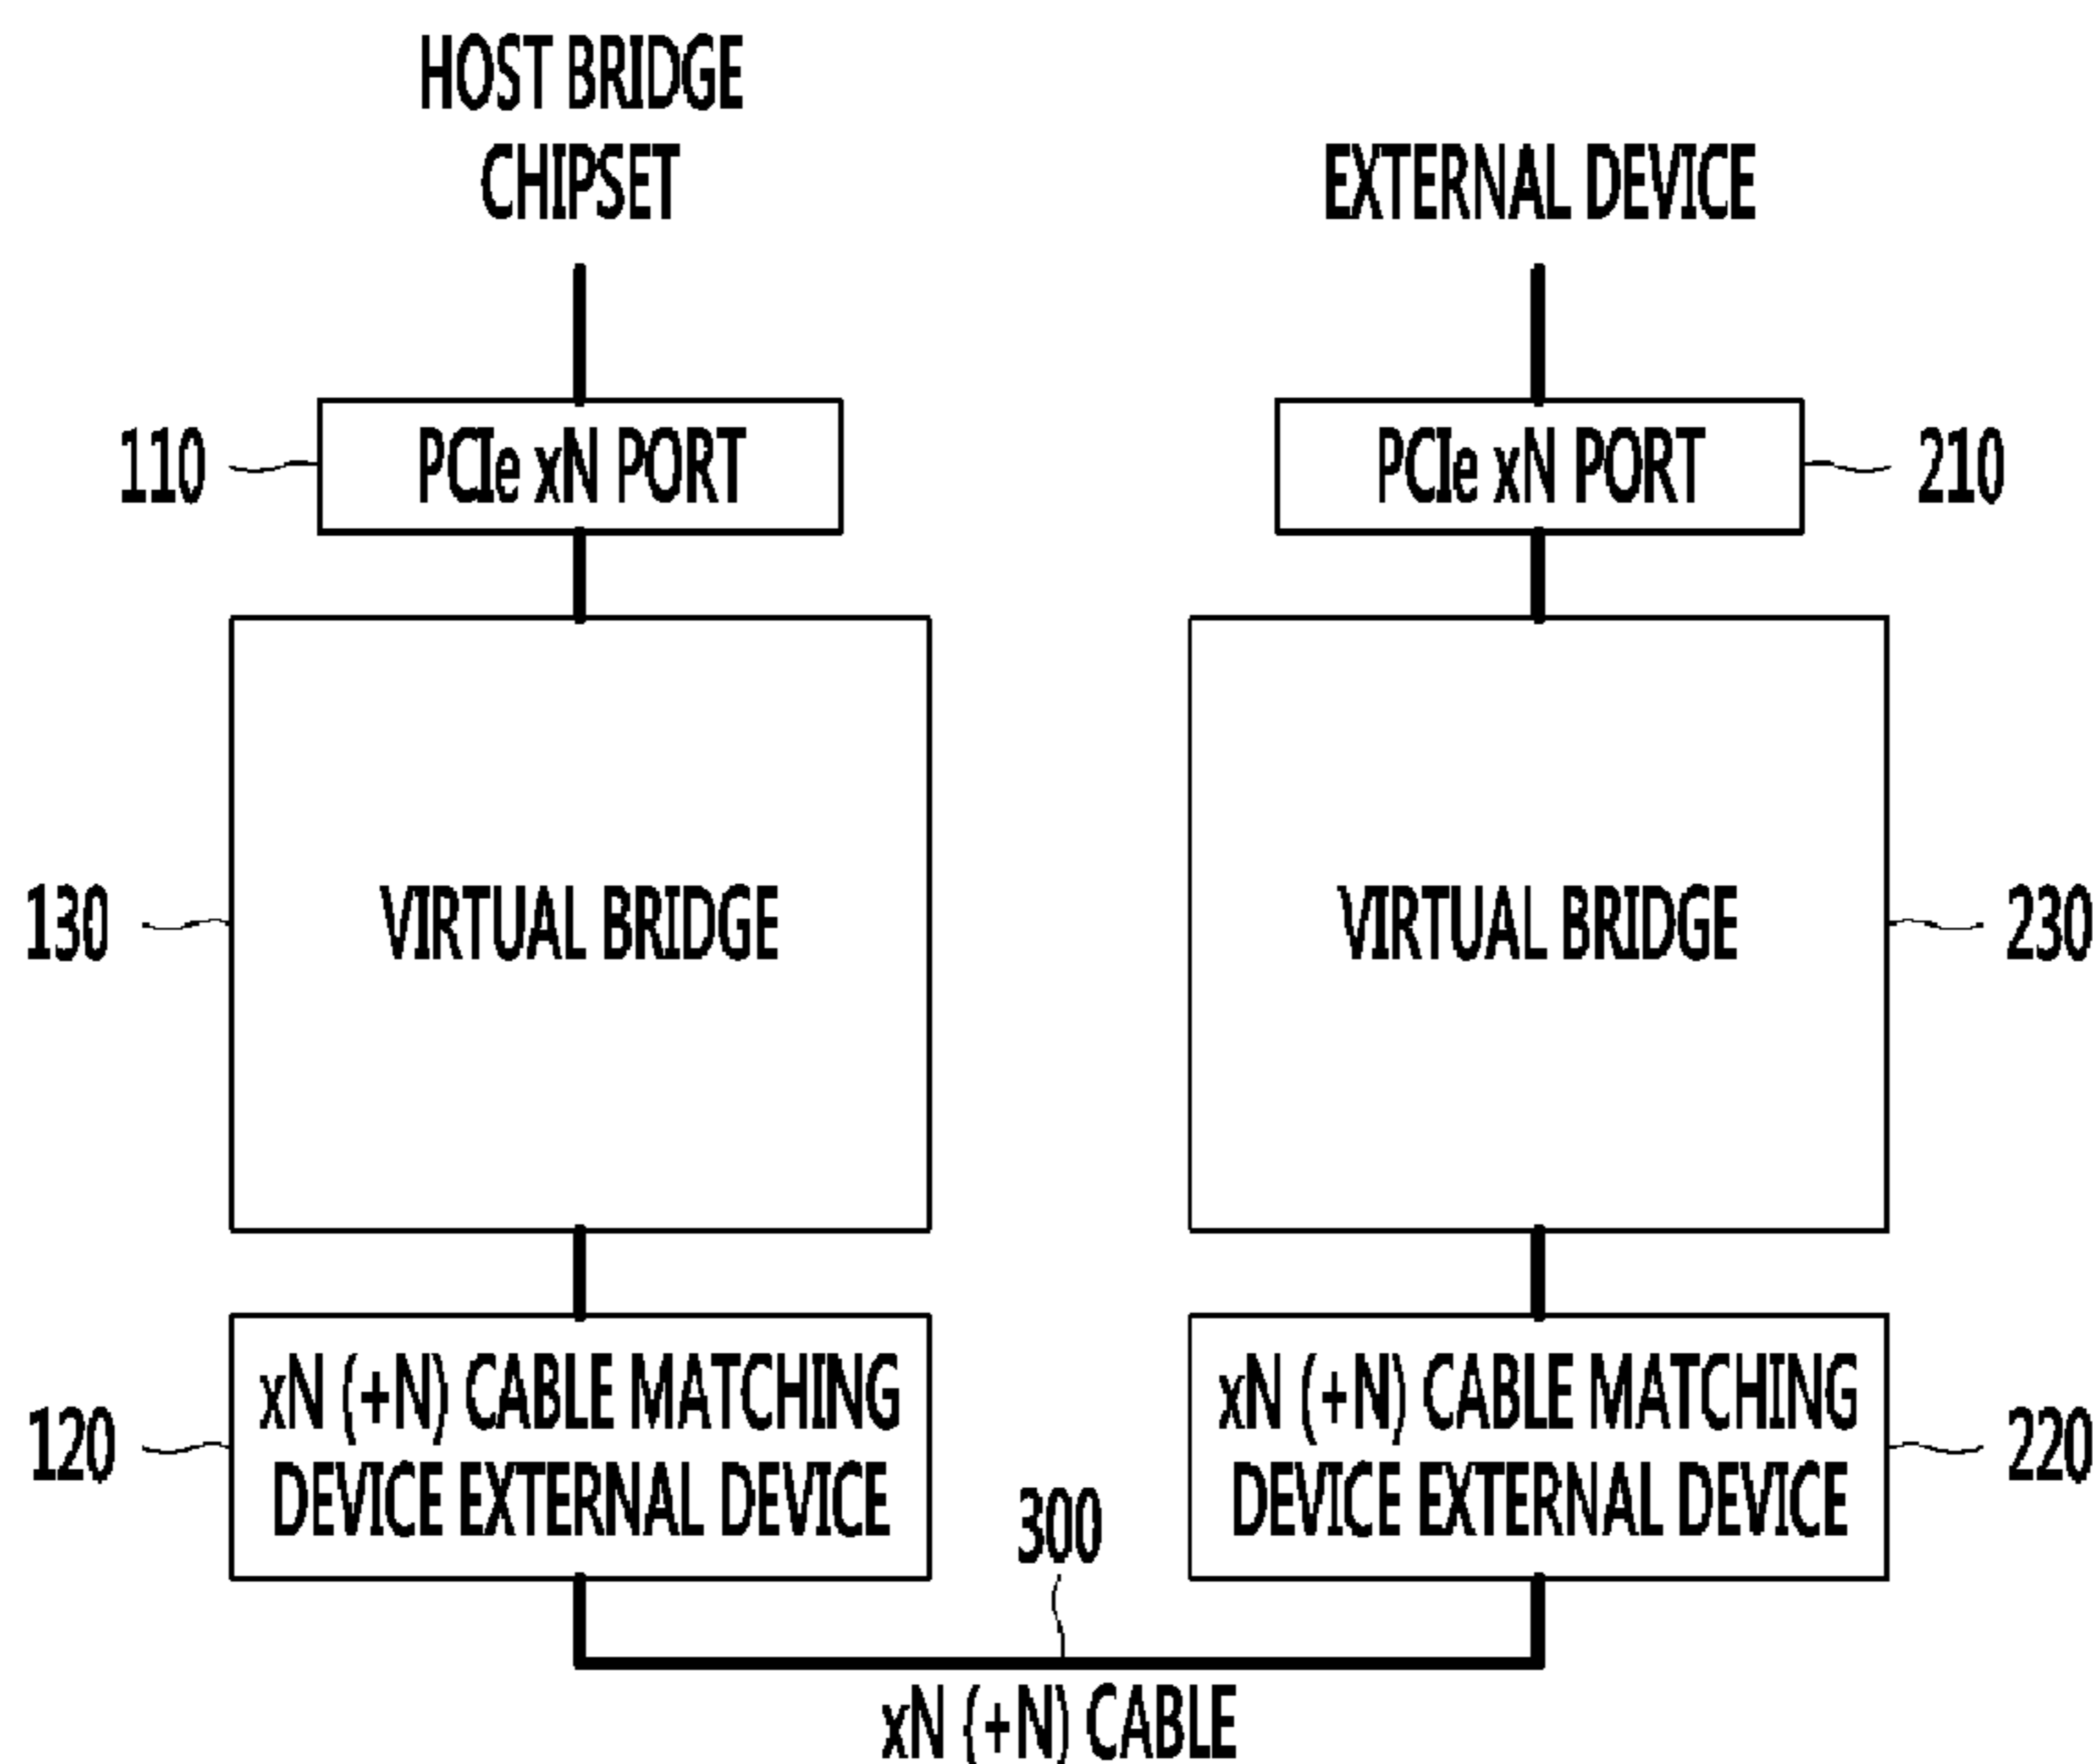 HOST BRIDGE
CHIPSET
EXTERNAL DEVICE
110
PCIe xN PORT
PCIe xN PORT
210
130
VIRTUAL BRIDGE
VIRTUAL BRIDGE
230
120
xN (+N) CABLE MATCHING
DEVICE EXTERNAL DEVICE
xN (+N) CABLE MATCHING
DEVICE EXTERNAL DEVICE
220
300
xN (+N) CABLE